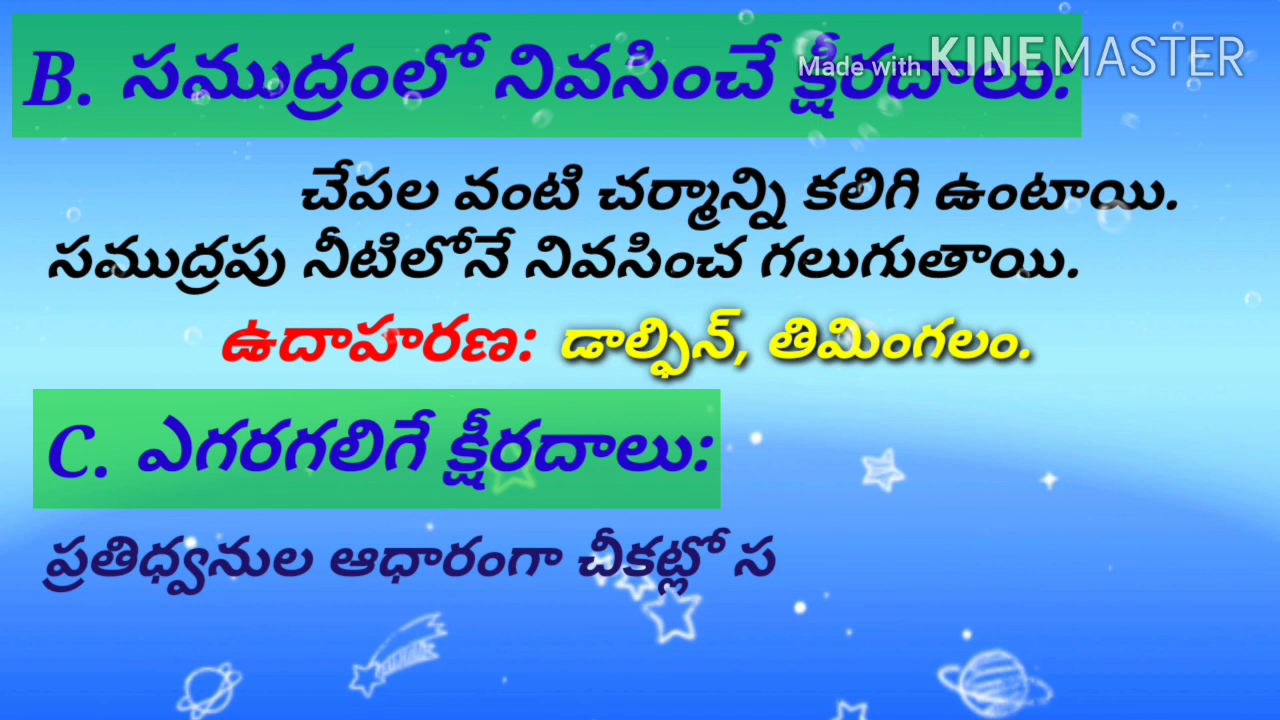 B. సముద్రంలో నివసించే క్షీరదాలు:
Made with KINEMASTER
చేపల వంటి చర్మాన్ని కలిగి ఉంటాయి.
సముద్రపు నీటిలోనే నివసించ గలుగుతాయి.
ఉదాహరణ: డాల్ఫిన్, తిమింగలం.
C. ఎగరగలిగే క్షీరదాలు:
ప్రతిధ్వనుల ఆధారంగా చీకట్లో స